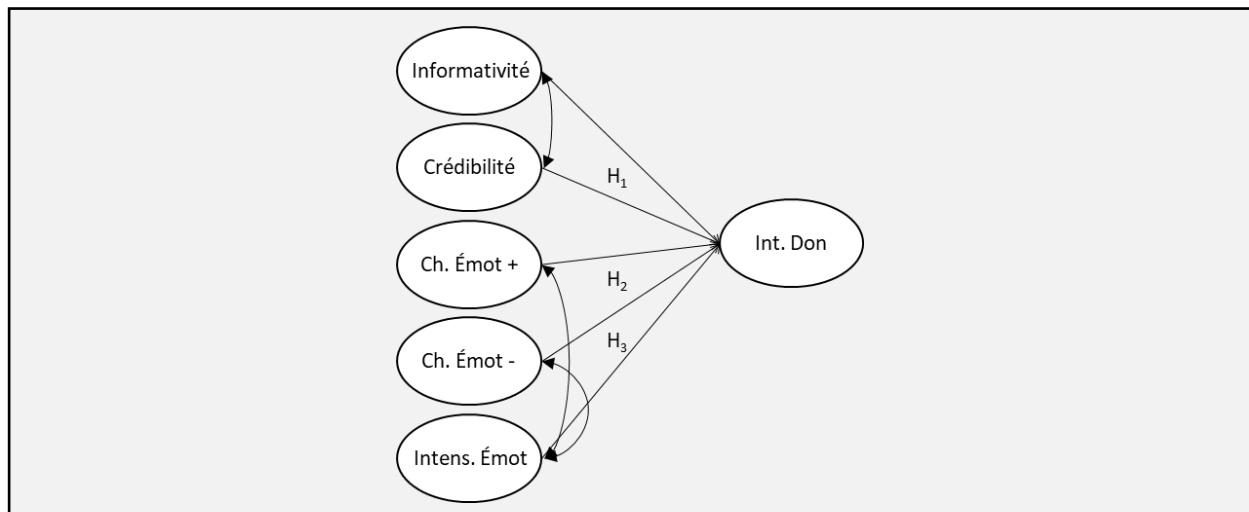 Informativité
Crédibilité
H₁
Int. Don
Ch. Émot +
H₂
Ch. Émot -
H₃
Intens. Émot